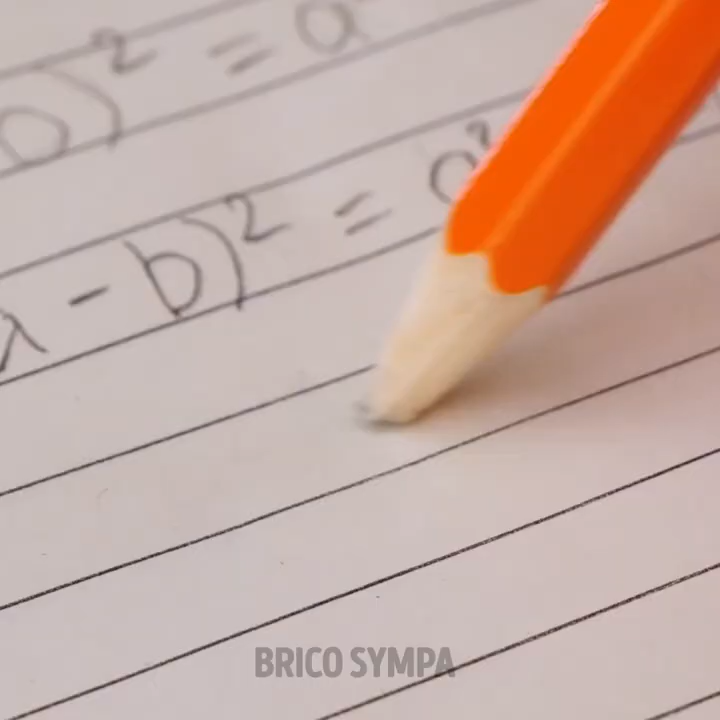 b)² = a
a - b)² = a²
BRICO SYMPA